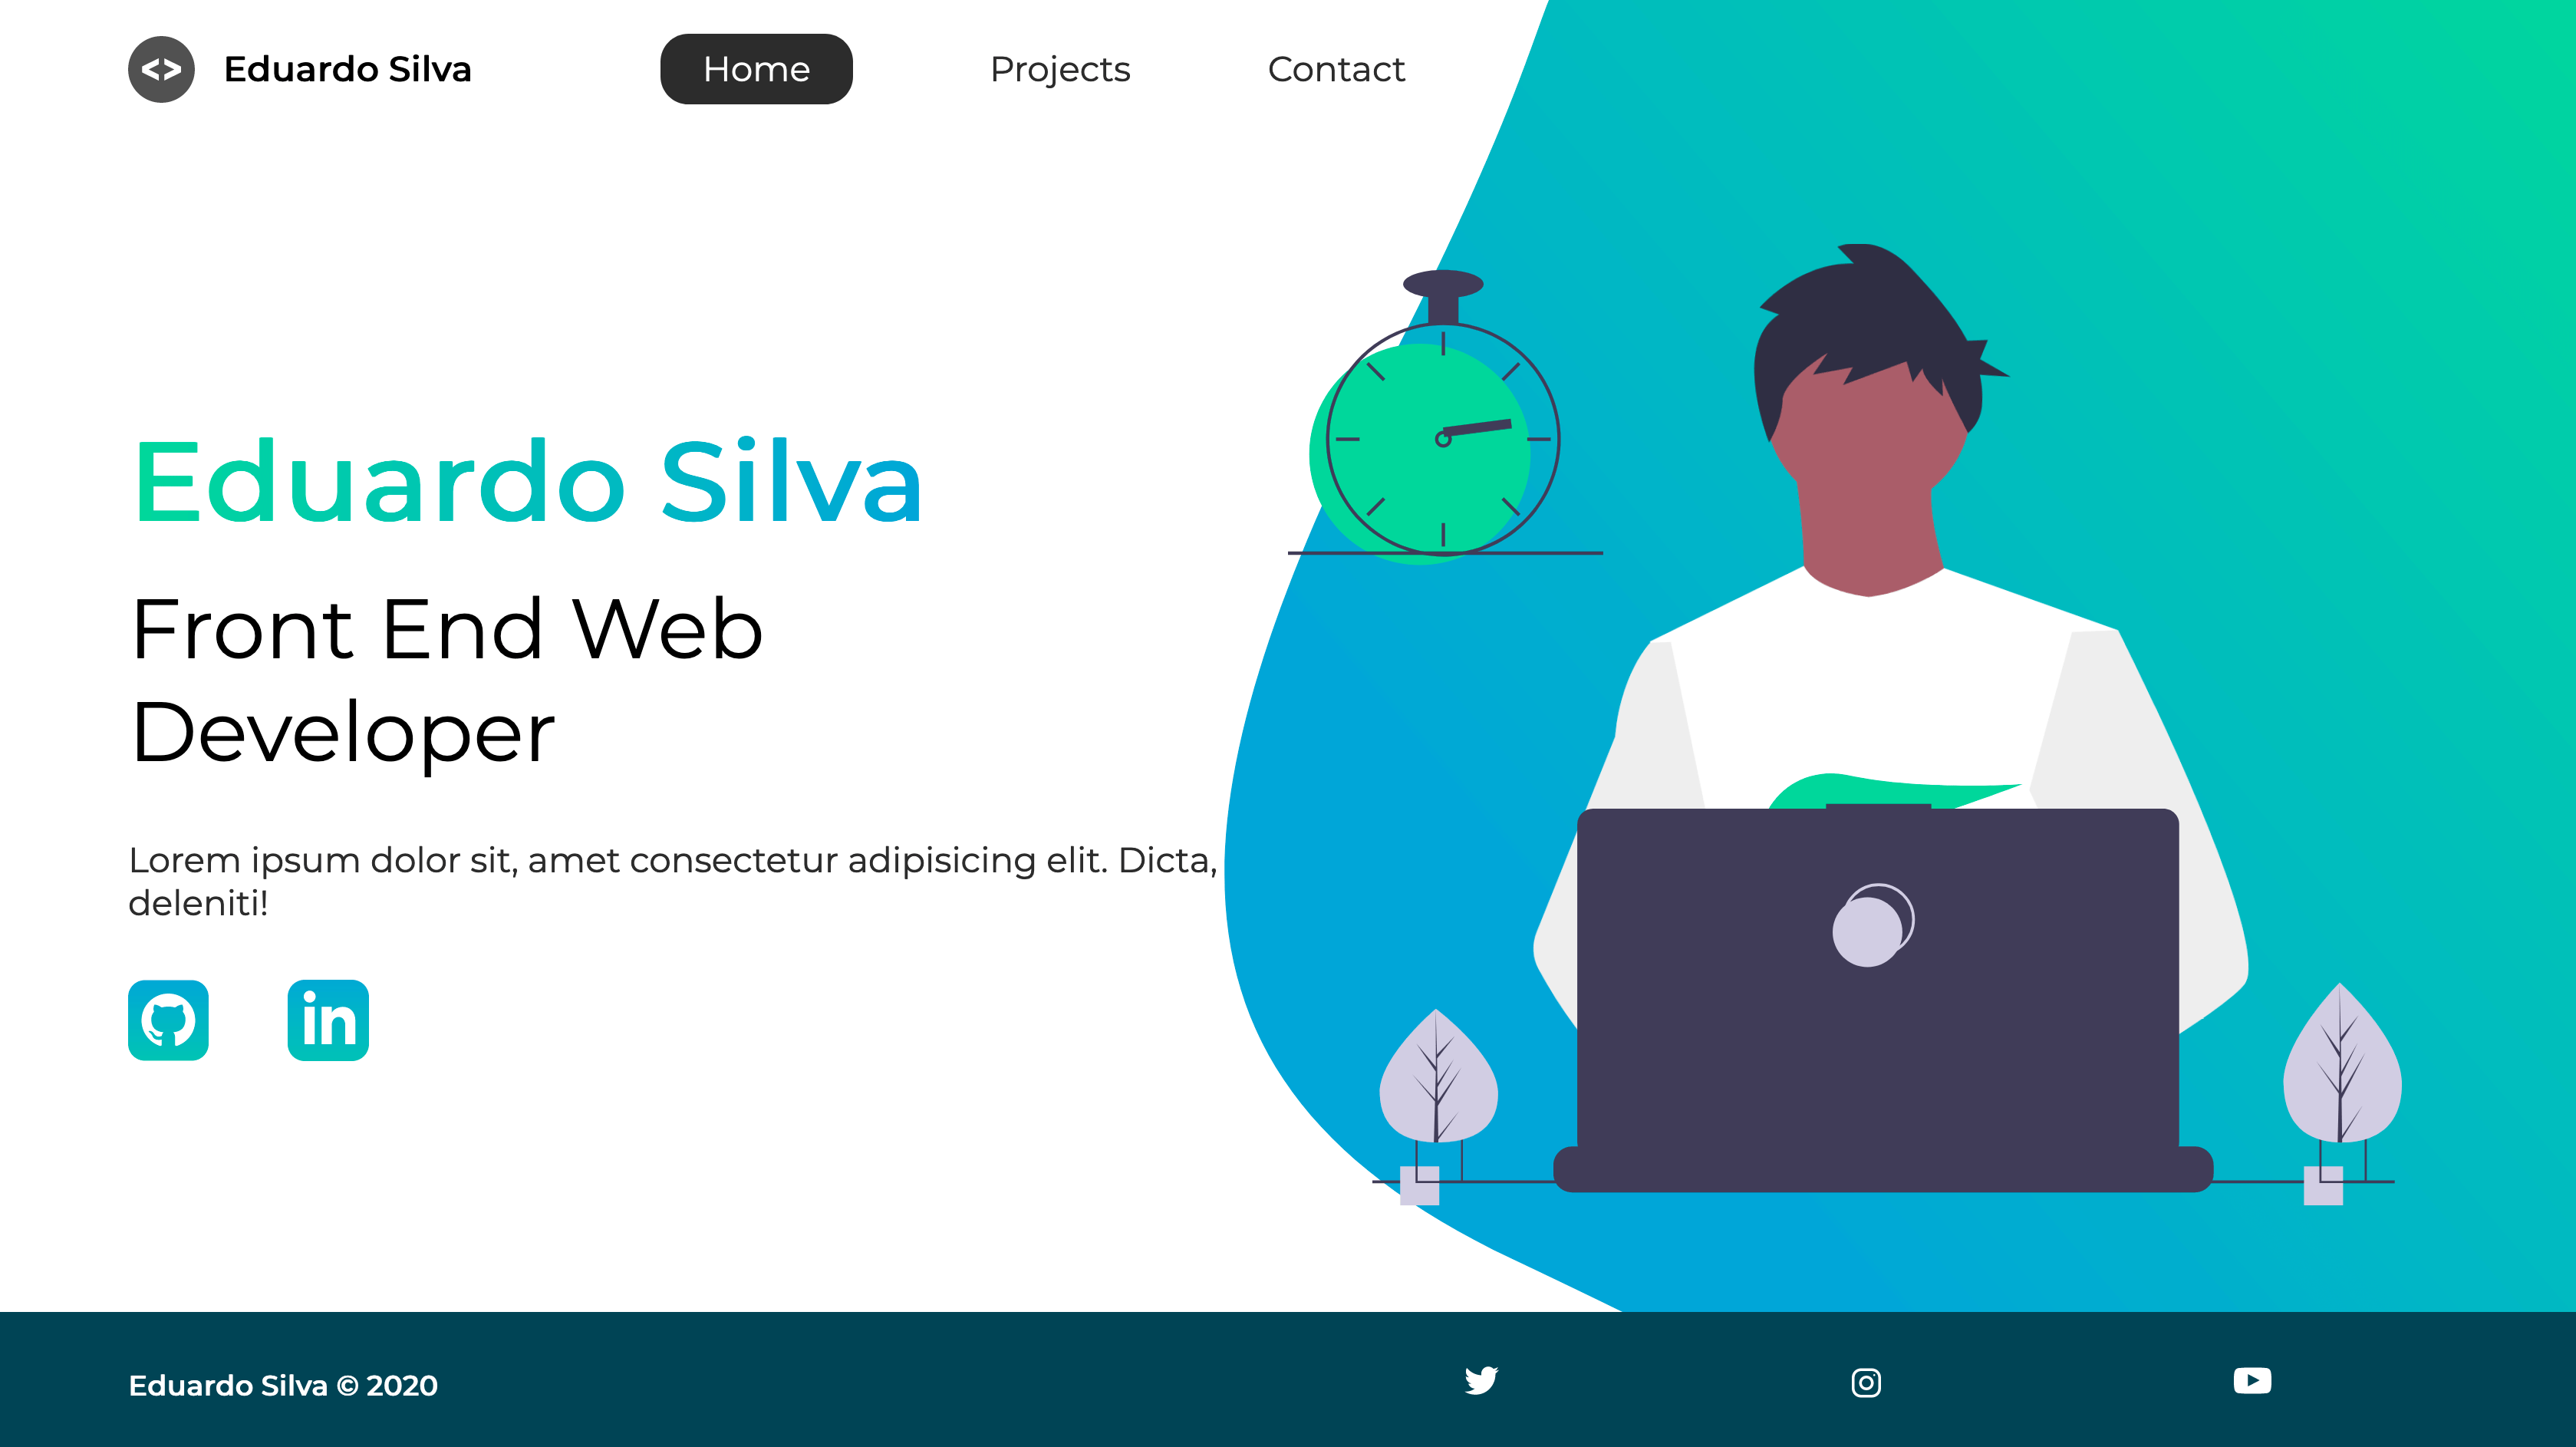 <> Eduardo Silva
Home
Projects
Contact
Eduardo Silva
Front End Web
Developer
Lorem ipsum dolor sit, amet consectetur adipisicing elit. Dicta,
deleniti!
in
Eduardo Silva © 2020